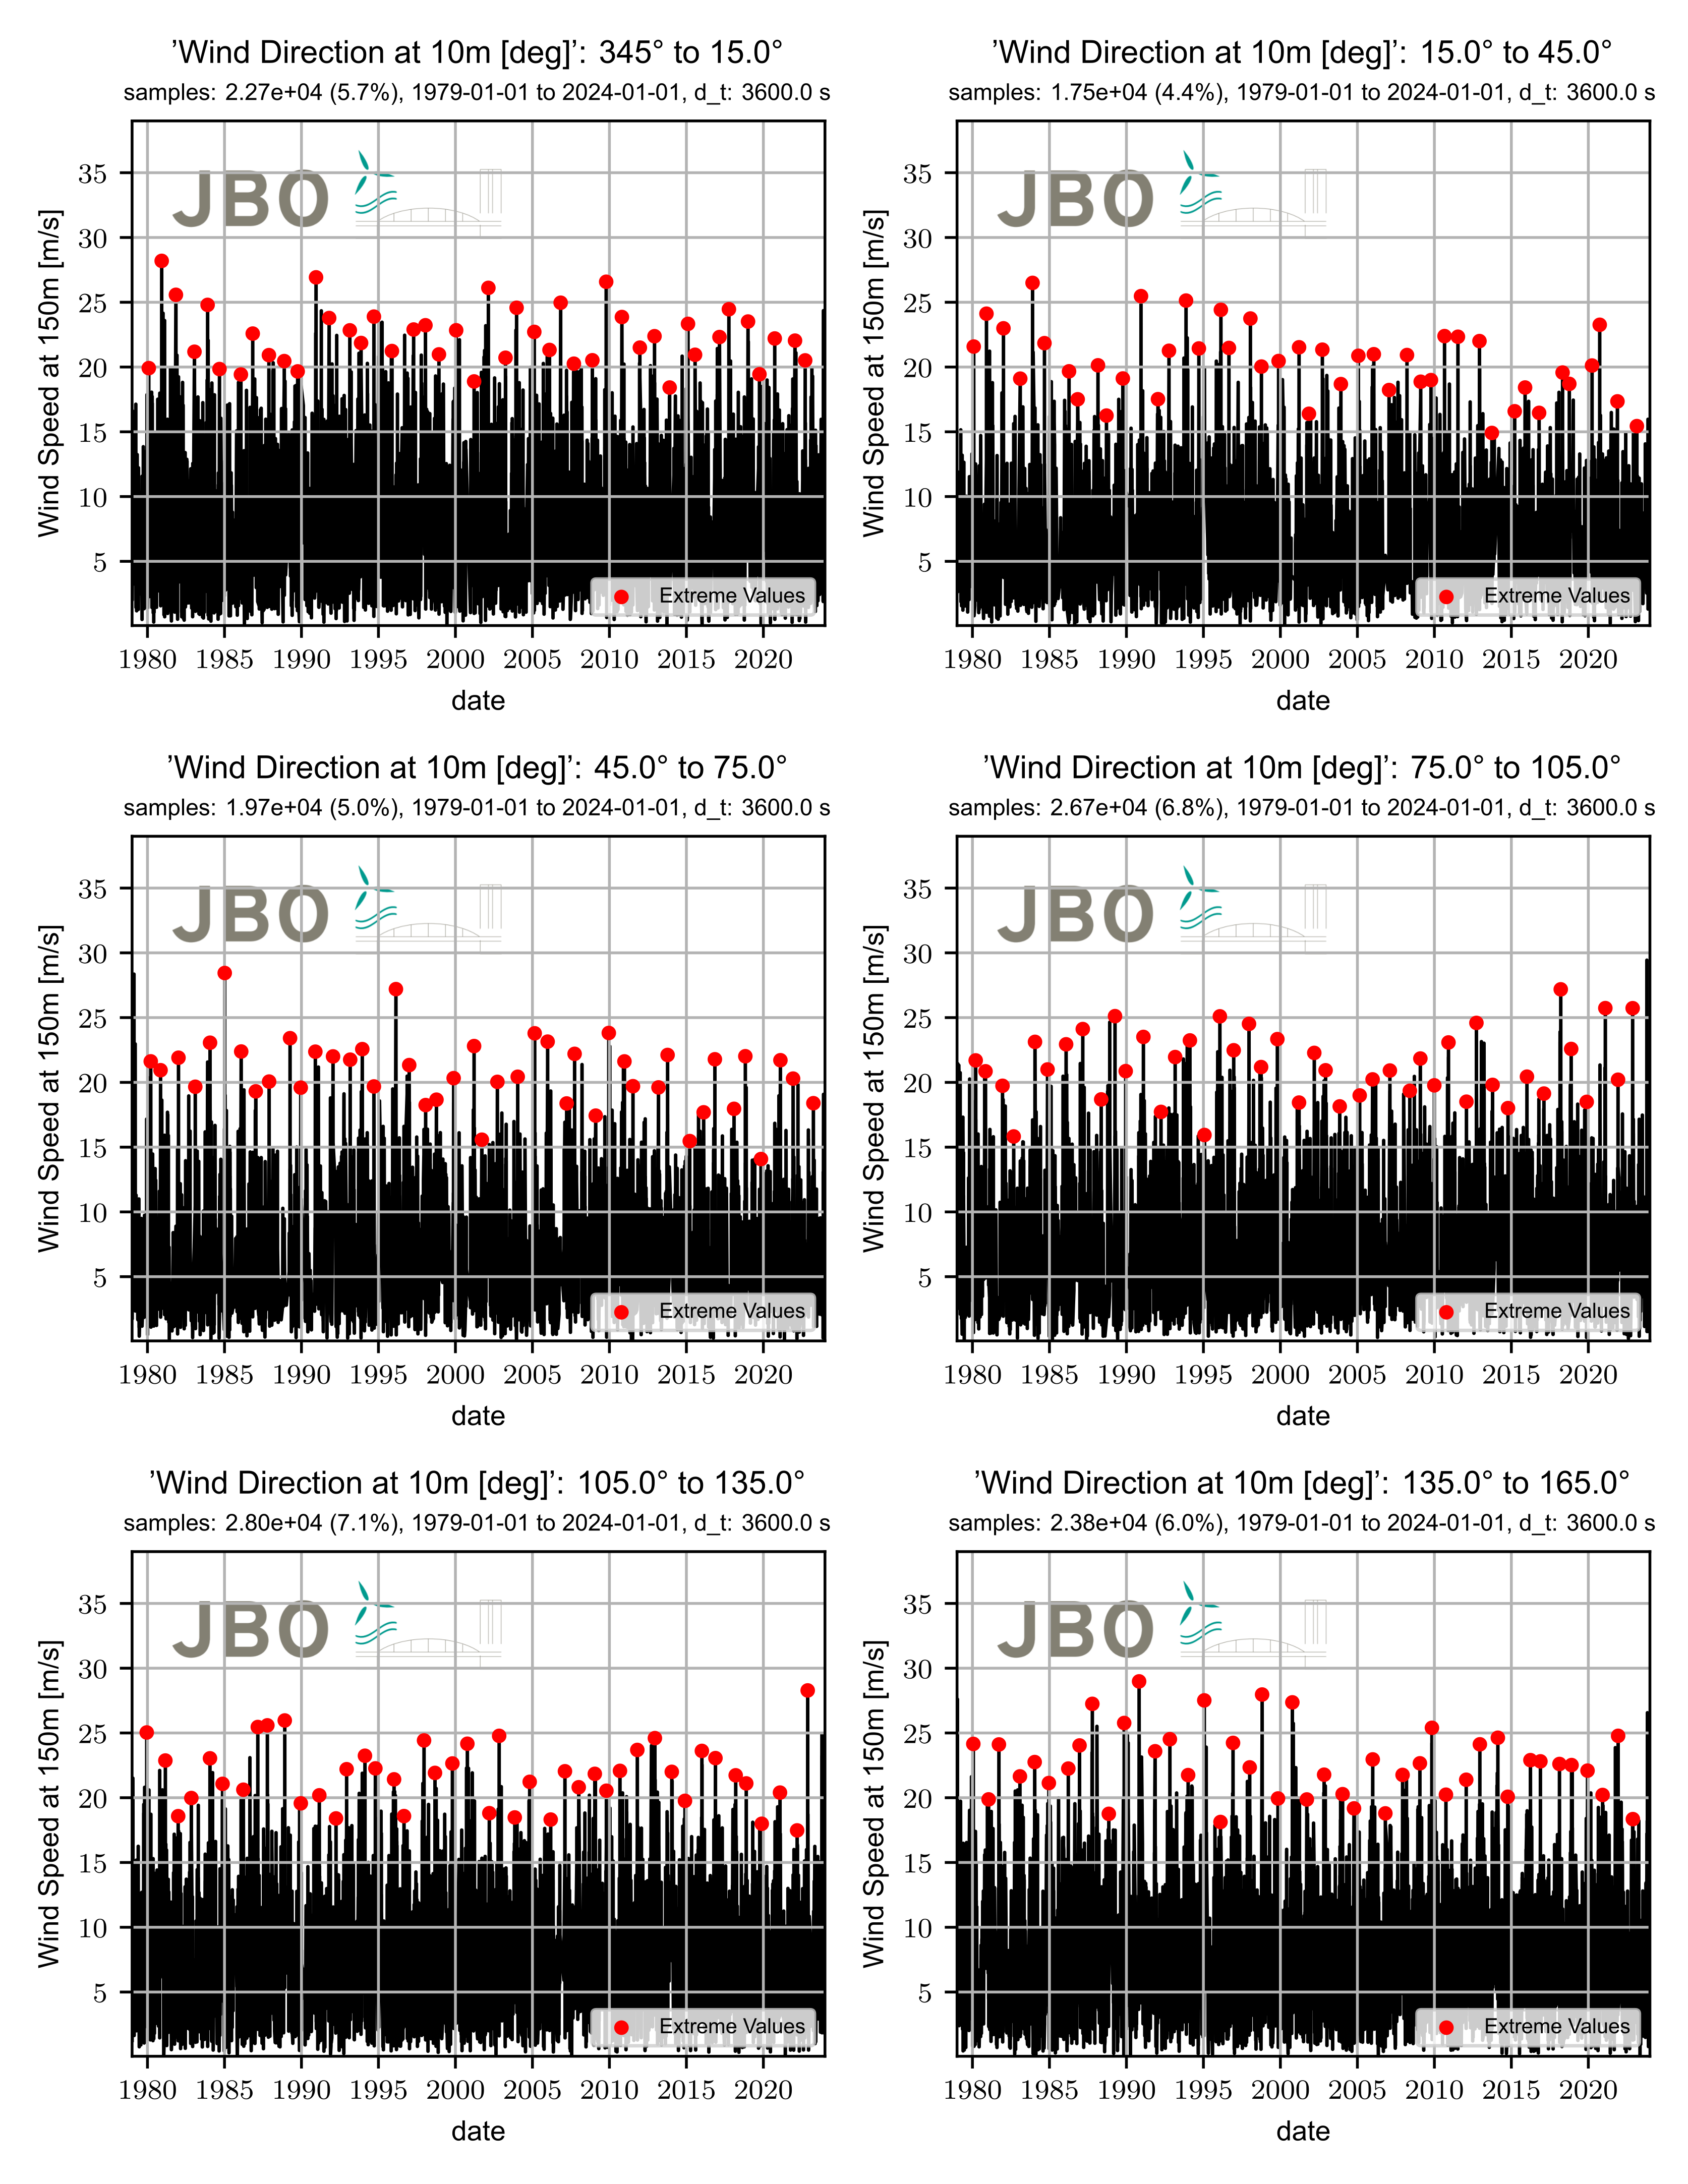 ’Wind Direction at 10m [deg]’: 345° to 15.0°
samples: 2.27e+04 (5.7%), 1979-01-01 to 2024-01-01, d_t: 3600.0 s
Wind Speed at 150m [m/s]
35
30
25
20
15
10
5
JBO
Extreme Values
1980 1985 1990 1995 2000 2005 2010 2015 2020
date
’Wind Direction at 10m [deg]’: 15.0° to 45.0°
samples: 1.75e+04 (4.4%), 1979-01-01 to 2024-01-01, d_t: 3600.0 s
Wind Speed at 150m [m/s]
35
30
25
20
15
10
5
JBO
Extreme Values
1980 1985 1990 1995 2000 2005 2010 2015 2020
date
’Wind Direction at 10m [deg]’: 45.0° to 75.0°
samples: 1.97e+04 (5.0%), 1979-01-01 to 2024-01-01, d_t: 3600.0 s
Wind Speed at 150m [m/s]
35
30
25
20
15
10
5
JBO
Extreme Values
1980 1985 1990 1995 2000 2005 2010 2015 2020
date
’Wind Direction at 10m [deg]’: 75.0° to 105.0°
samples: 2.67e+04 (6.8%), 1979-01-01 to 2024-01-01, d_t: 3600.0 s
Wind Speed at 150m [m/s]
35
30
25
20
15
10
5
JBO
Extreme Values
1980 1985 1990 1995 2000 2005 2010 2015 2020
date
’Wind Direction at 10m [deg]’: 105.0° to 135.0°
samples: 2.80e+04 (7.1%), 1979-01-01 to 2024-01-01, d_t: 3600.0 s
Wind Speed at 150m [m/s]
35
30
25
20
15
10
5
JBO
Extreme Values
1980 1985 1990 1995 2000 2005 2010 2015 2020
date
’Wind Direction at 10m [deg]’: 135.0° to 165.0°
samples: 2.38e+04 (6.0%), 1979-01-01 to 2024-01-01, d_t: 3600.0 s
Wind Speed at 150m [m/s]
35
30
25
20
15
10
5
JBO
Extreme Values
1980 1985 1990 1995 2000 2005 2010 2015 2020
date